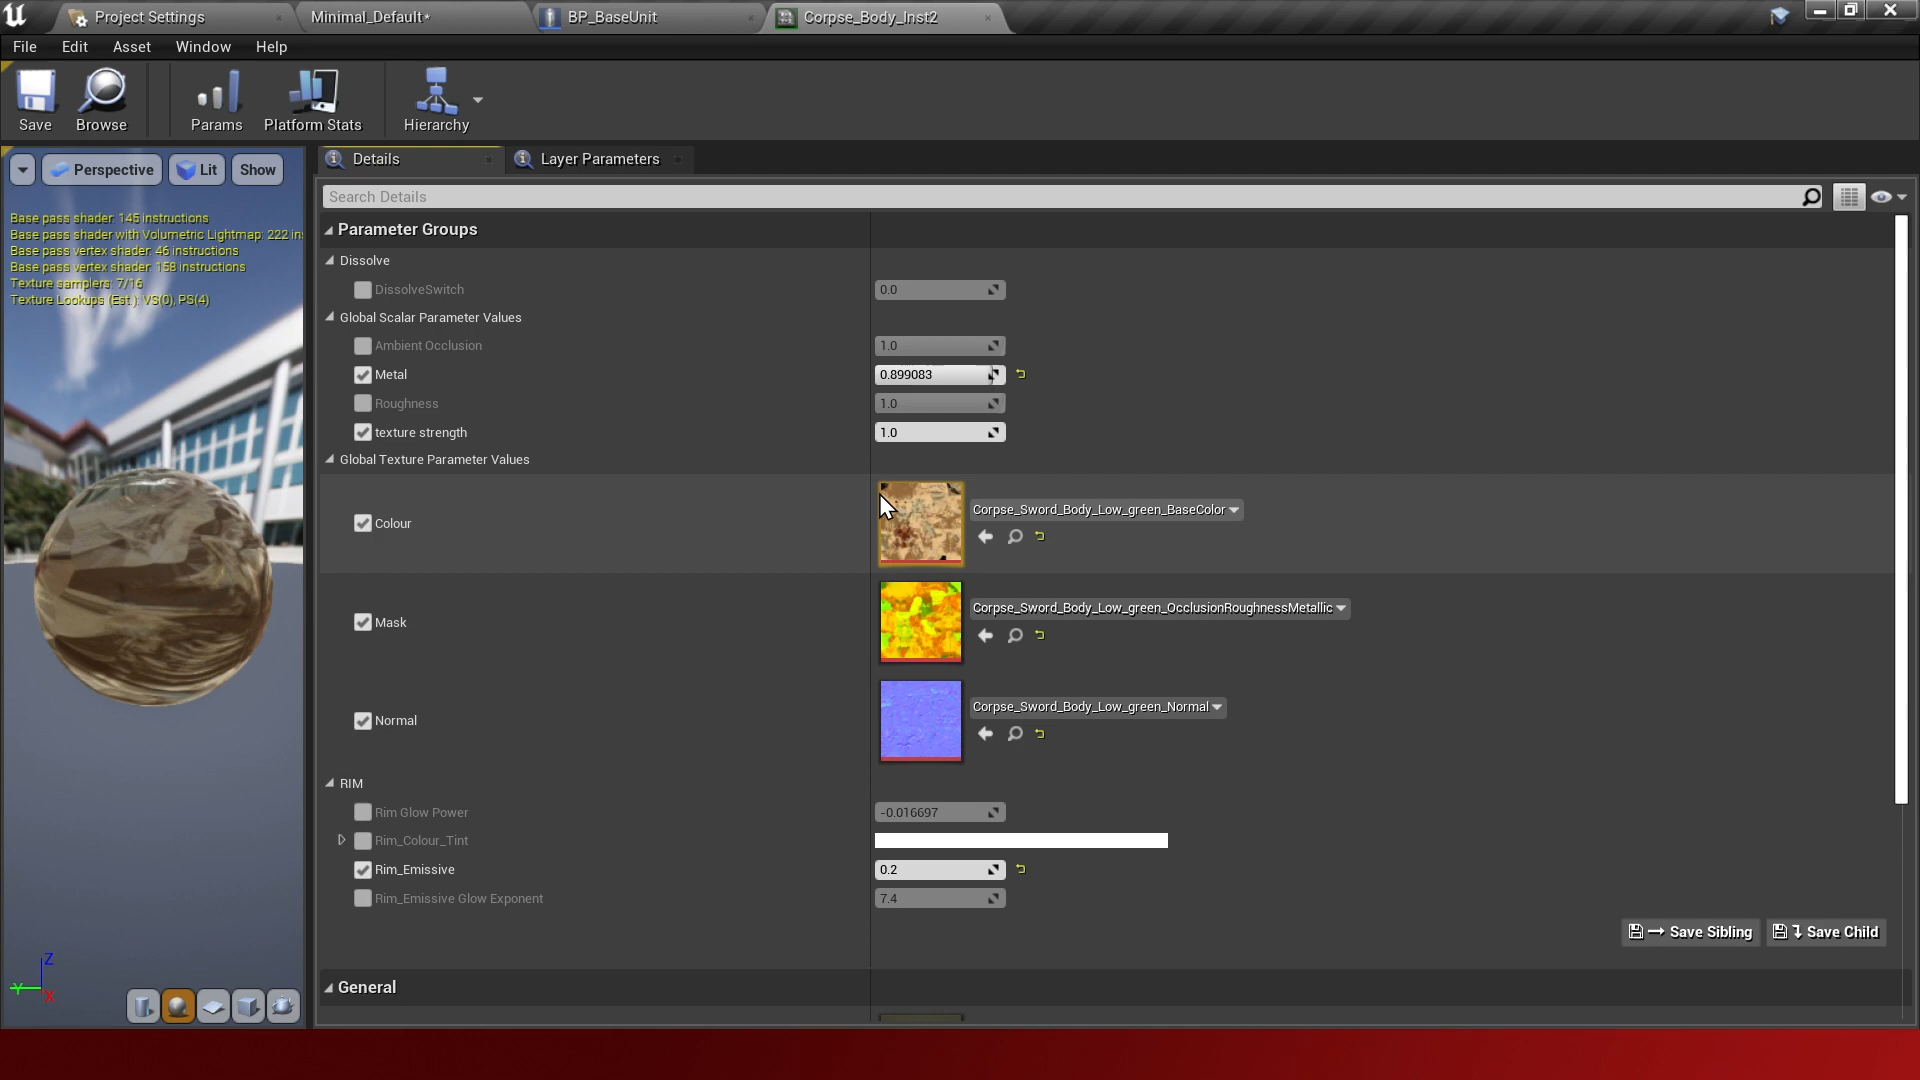 Project Settings
Minimal_Default*
BP_BaseUnit
Corpse_Body_Inst2
File
Edit
Asset
Window
Help
Save
Browse
Params
Platform Stats
Hierarchy
Perspective
Lit
Show
Base pass shader: 145 instructions
Base pass shader with Volumetric Lightmap: 222 ins
Base pass vertex shader: 46 instructions
Base pass vertex shader: 158 instructions
Texture samplers: 7/16
Texture Lookups (Est.): VS(0), PS(4)
Z
Y
X
Details
Layer Parameters
Search Details
Parameter Groups
Dissolve
DissolveSwitch
0.0
Global Scalar Parameter Values
Ambient Occlusion
1.0
Metal
0.899083
Roughness
1.0
texture strength
1.0
Global Texture Parameter Values
Colour
Corpse_Sword_Body_Low_green_BaseColor
Mask
Corpse_Sword_Body_Low_green_OcclusionRoughnessMetallic
Normal
Corpse_Sword_Body_Low_green_Normal
RIM
Rim Glow Power
-0.016697
Rim_Colour_Tint
Rim_Emissive
0.2
Rim_Emissive Glow Exponent
7.4
Save Sibling
Save Child
General